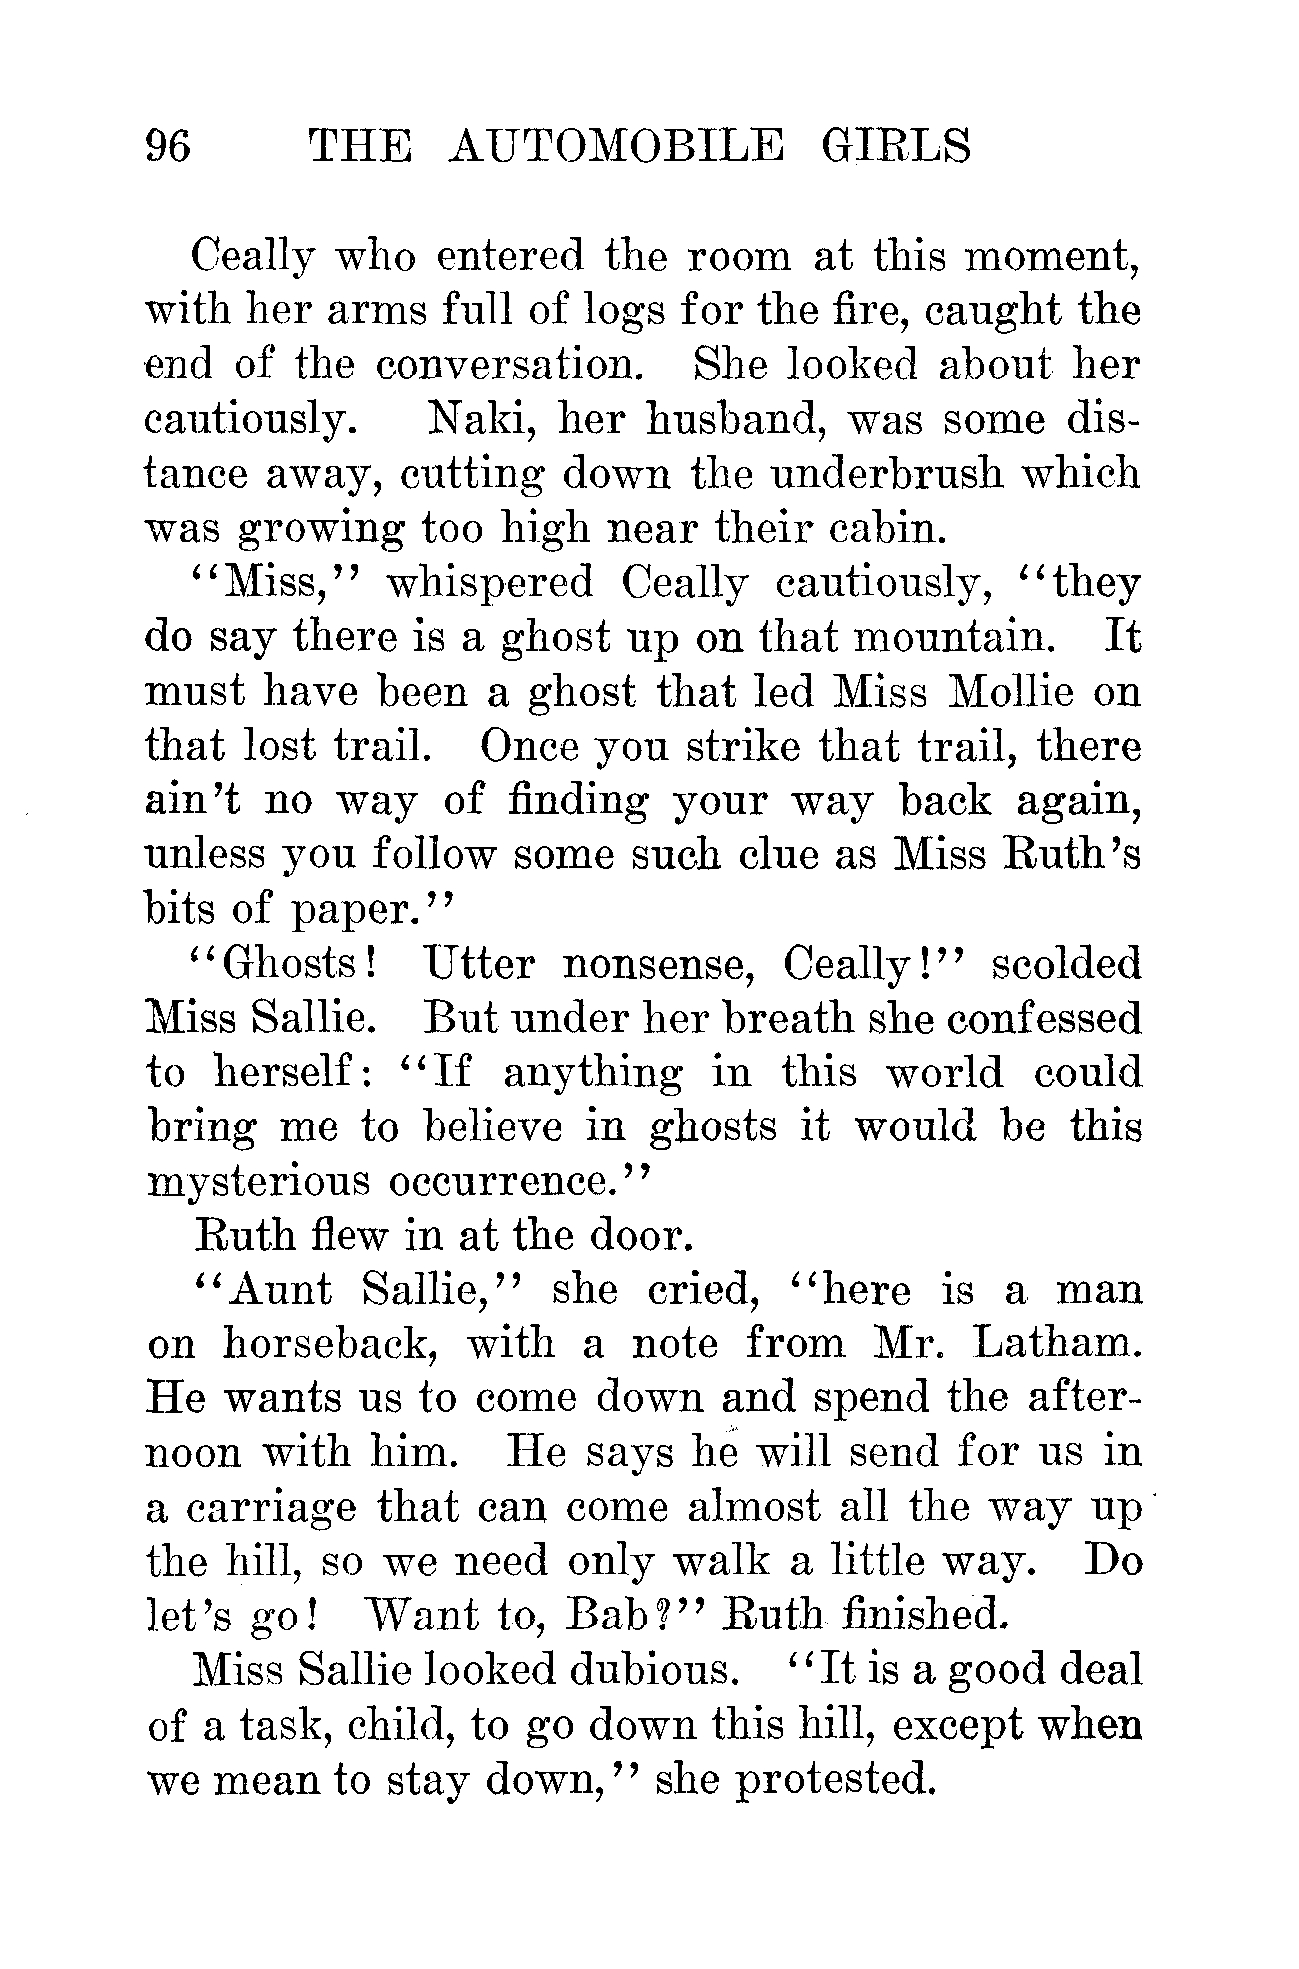 96 THE AUTOMOBILE GIRLS
Ceally who entered the room at this moment,
with her arms full of logs for the fire, caught the
end of the conversation. She looked about her
cautiously. Naki, her husband, was some dis-
tance away, cutting down the underbrush which
was growing too high near their cabin.
"Miss," whispered Ceally cautiously, "they
do say there is a ghost up on that mountain. It
must have been a ghost that led Miss Mollie on
that lost trail. Once you strike that trail, there
ain't no way of finding your way back again,
unless you follow some such clue as Miss Ruth's
bits of paper."
"Ghosts! Utter nonsense, Ceally!" scolded
Miss Sallie. But under her breath she confessed
to herself: "If anything in this world could
bring me to believe in ghosts it would be this
mysterious occurrence."
Ruth flew in at the door.
"Aunt Sallie," she cried, "here is a man
on horseback, with a note from Mr. Latham.
He wants us to come down and spend the after-
noon with him. He says he will send for us in
a carriage that can come almost all the way up
the hill, so we need only walk a little way. Do
let's go! Want to, Bab?" Ruth finished.
Miss Sallie looked dubious. "It is a good deal
of a task, child, to go down this hill, except when
we mean to stay down," she protested.